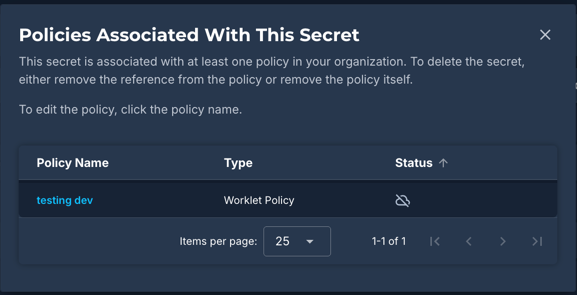 Policies Associated With This Secret
This secret is associated with at least one policy in your organization. To delete the secret,
either remove the reference from the policy or remove the policy itself.
To edit the policy, click the policy name.
Policy Name Type Status
testing dev Worklet Policy
Items per page: 25 1-1 of 1